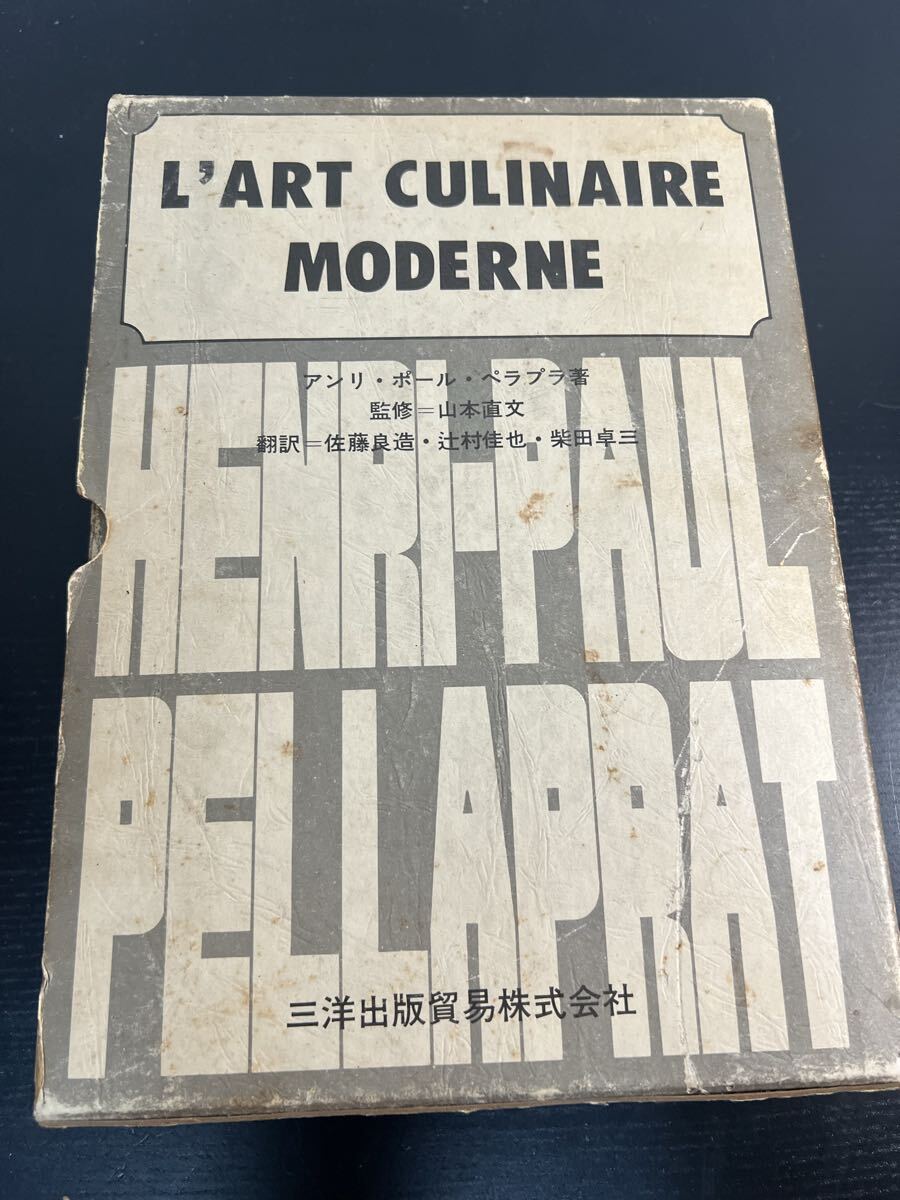 L'ART CULINAIRE
MODERNE
アンリ・ポール・ペラプラ著
監修=山本直文
翻訳=佐藤良造・辻村佳也・柴田卓三
HENRI-PAUL
PELLAPRAT
三洋出版貿易株式会社